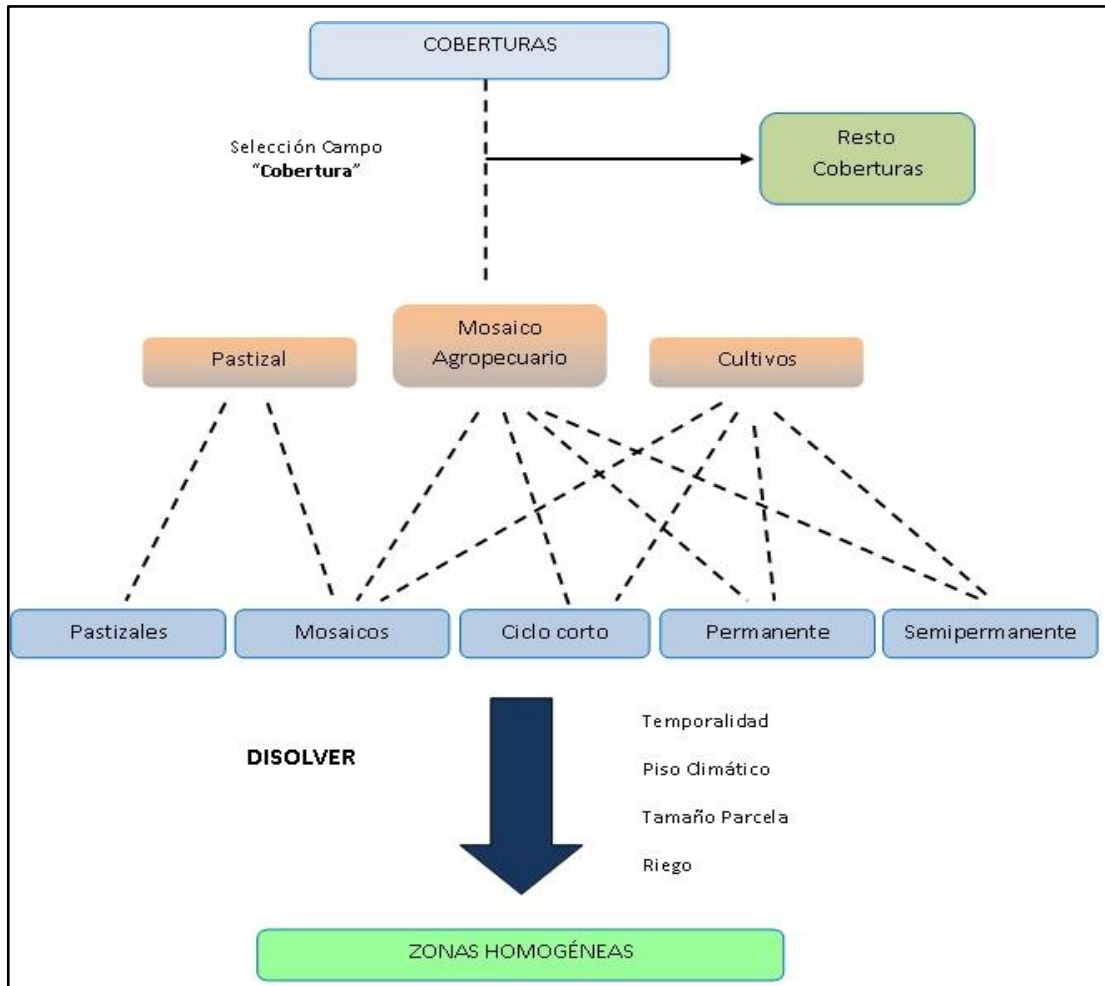 COBERTURAS
Selección Campo
“Cobertura”
Resto
Coberturas
Pastizal
Mosaico
Agropecuario
Cultivos
Pastizales
Mosaicos
Ciclo corto
Permanente
Semipermanente
DISOLVER
Temporalidad
Piso Climático
Tamaño Parcela
Riego
ZONAS HOMOGÉNEAS